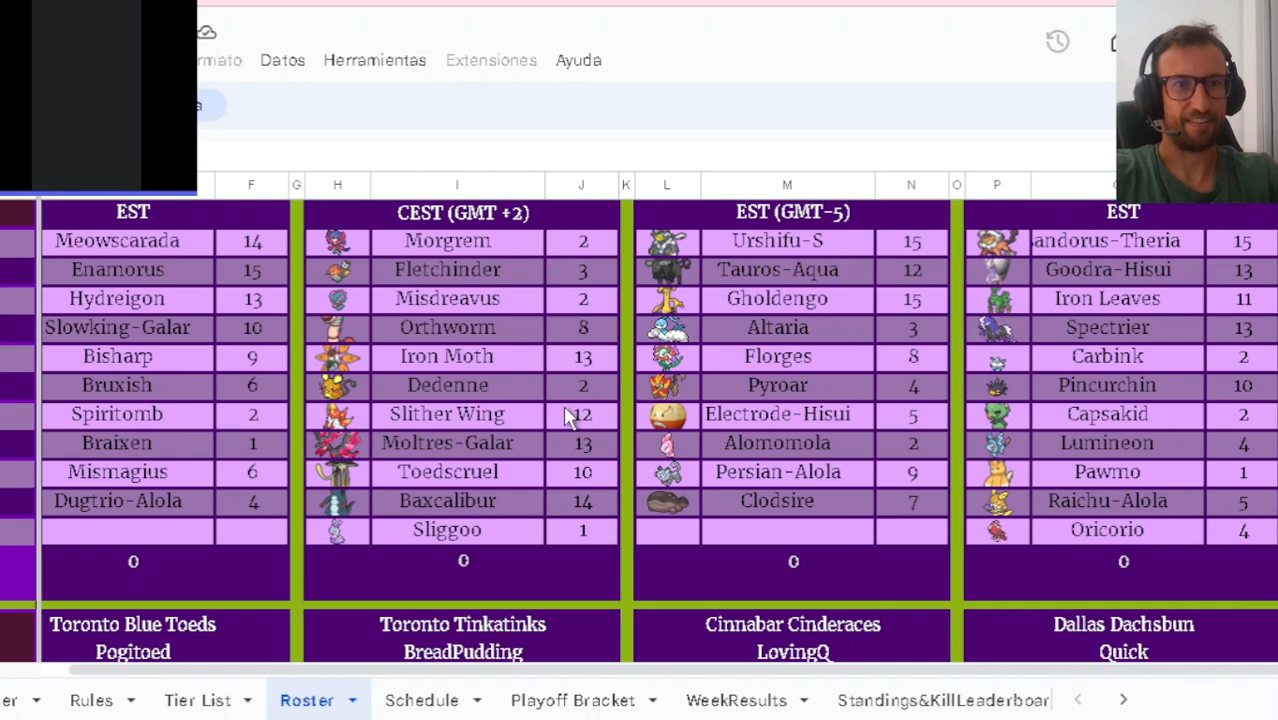 rmato Datos Herramientas Extensiones Ayuda
a
F G H I J K L M N O P
EST CEST (GMT +2) EST (GMT-5) EST
Meowscarada 14 Morgrem 2 Urshifu-S 15 andorus-Theria 15
Enamorus 15 Fletchinder 3 Tauros-Aqua 12 Goodra-Hisui 13
Hydreigon 13 Misdreavus 2 Gholdengo 15 Iron Leaves 11
Slowking-Galar 10 Orthworm 8 Altaria 3 Spectrier 13
Bisharp 9 Iron Moth 13 Florges 8 Carbink 2
Bruxish 6 Dedenne 2 Pyroar 4 Pincurchin 10
Spiritomb 2 Slither Wing 12 Electrode-Hisui 5 Capsakid 2
Braixen 1 Moltres-Galar 13 Alomomola 2 Lumineon 4
Mismagius 6 Toedscruel 10 Persian-Alola 9 Pawmo 1
Dugtrio-Alola 4 Baxcalibur 14 Clodsire 7 Raichu-Alola 5
Sliggoo 1 Oricorio 4
0 0 0 0
Toronto Blue Toeds Toronto Tinkatinks Cinnabar Cinderaces Dallas Dachsbun
Pogitoed BreadPudding LovingQ Quick
er Rules Tier List Roster Schedule Playoff Bracket WeekResults Standings&KillLeaderboar